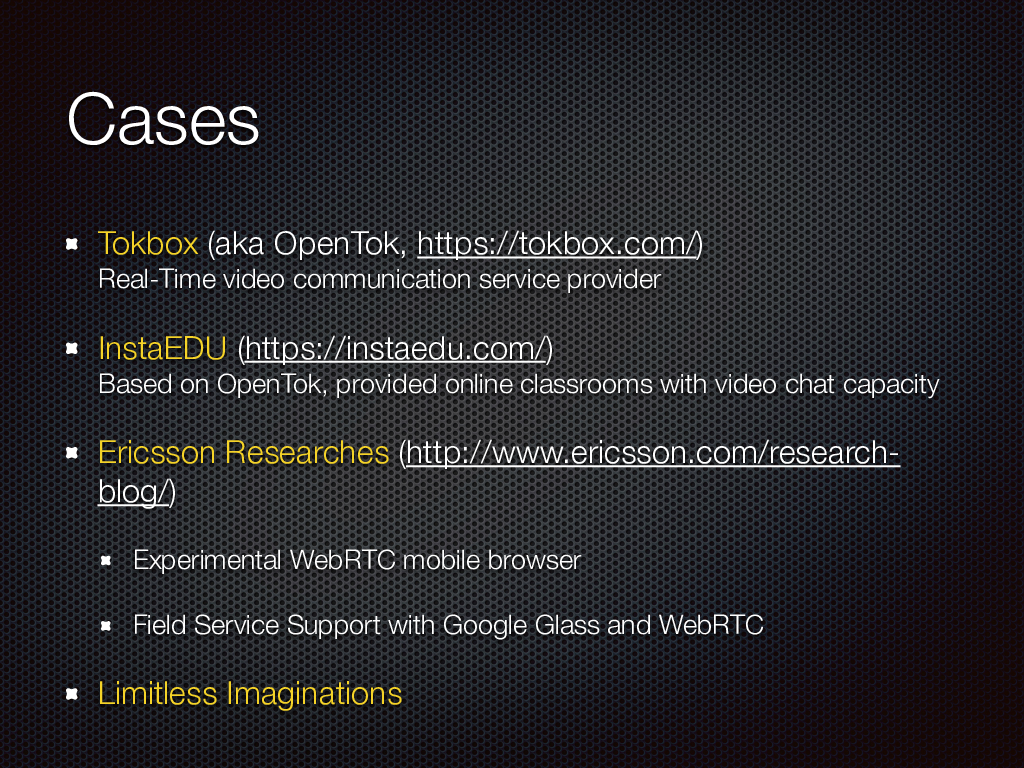 Cases
Tokbox (aka OpenTok, https://tokbox.com/)
Real-Time video communication service provider
InstaEDU (https://instaedu.com/)
Based on OpenTok, provided online classrooms with video chat capacity
Ericsson Researches (http://www.ericsson.com/research-
blog/)
Experimental WebRTC mobile browser
Field Service Support with Google Glass and WebRTC
Limitless Imaginations